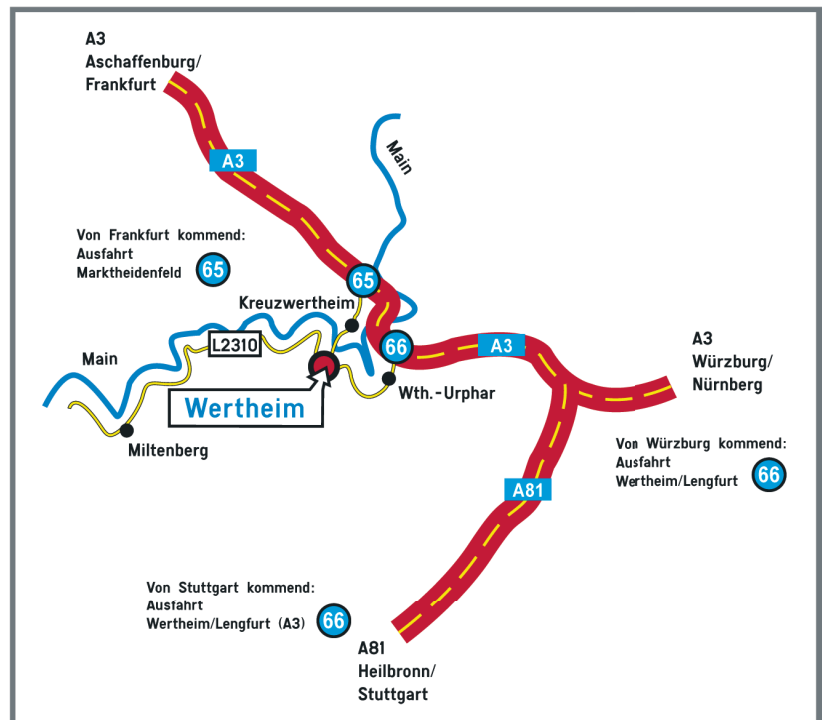 A3
Aschaffenburg/
Frankfurt
Main
A3
Von Frankfurt kommend:
Ausfahrt
Marktheidenfeld
65
65
Kreuzwertheim
66
L2310
A3
A3
Würzburg/
Nürnberg
Main
Wertheim
Wth.-Urphar
Miltenberg
Von Würzburg kommend:
Ausfahrt
Wertheim/Lengfurt
66
A81
Von Stuttgart kommend:
Ausfahrt
Wertheim/Lengfurt (A3)
66
A81
Heilbronn/
Stuttgart